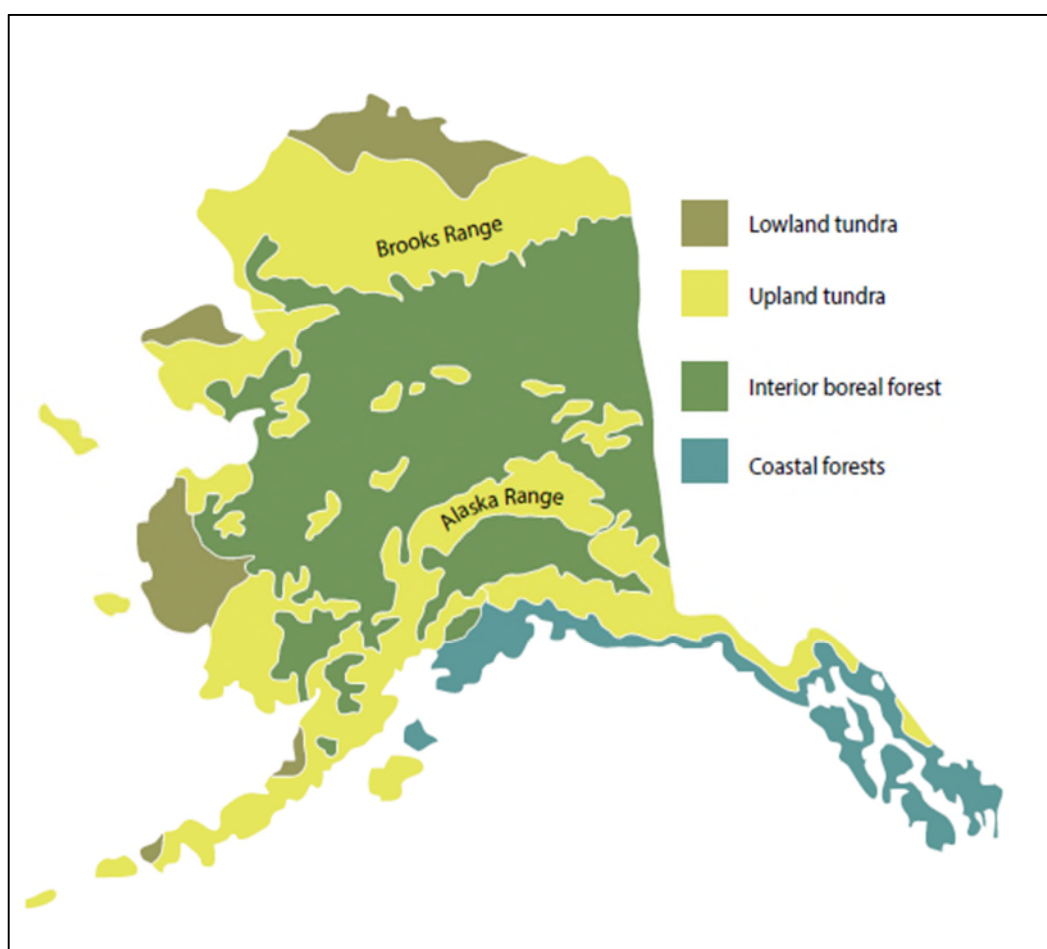 Brooks Range
Alaska Range
Lowland tundra
Upland tundra
Interior boreal forest
Coastal forests